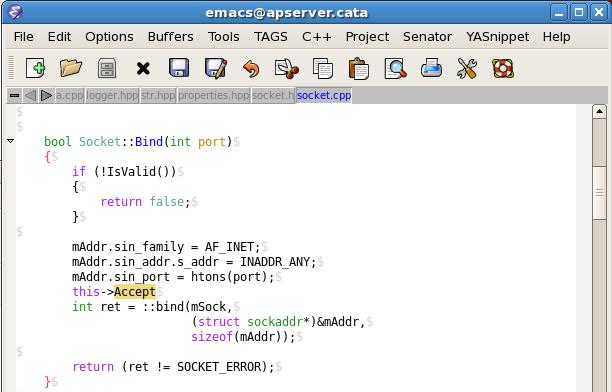 emacs@apserver.cata
File Edit Options Buffers Tools TAGS C++ Project Senator YASnippet Help
a.cpp logger.hpp str.hpp properties.hpp socket.h socket.cpp
$
$
bool Socket::Bind(int port)$
{$
if (!IsValid())$
{$
return false;$
}$
$
mAddr.sin_family = AF_INET;$
mAddr.sin_addr.s_addr = INADDR_ANY;$
mAddr.sin_port = htons(port);$
this->Accept$
int ret = ::bind(mSock,$
(struct sockaddr*)&mAddr,$
sizeof(mAddr));$
$
return (ret != SOCKET_ERROR);$
}$